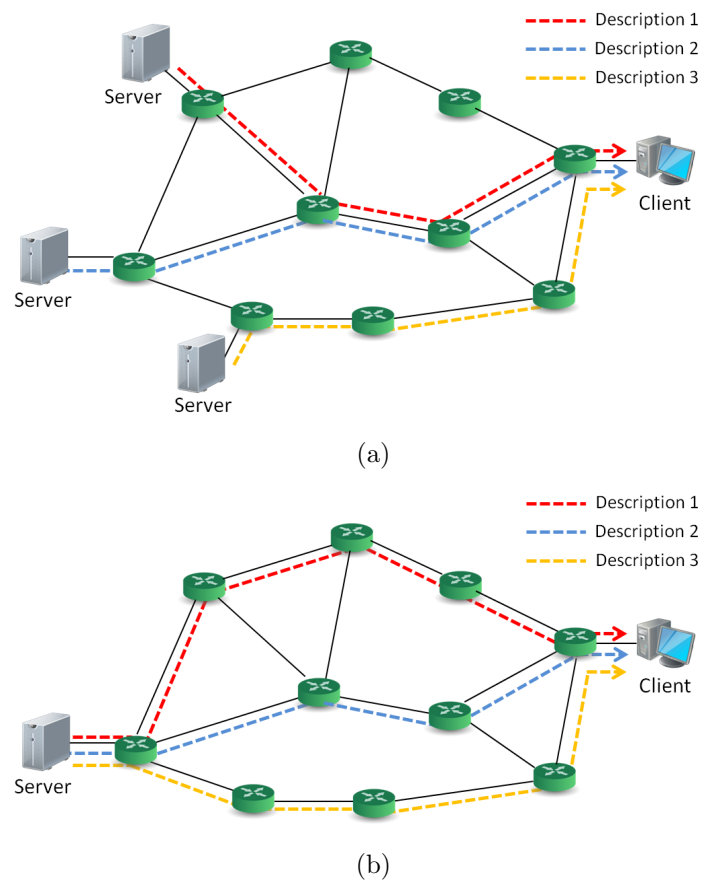 Description 1
Description 2
Description 3
Server
Client
Server
Server
(a)
Description 1
Description 2
Description 3
Client
Server
(b)